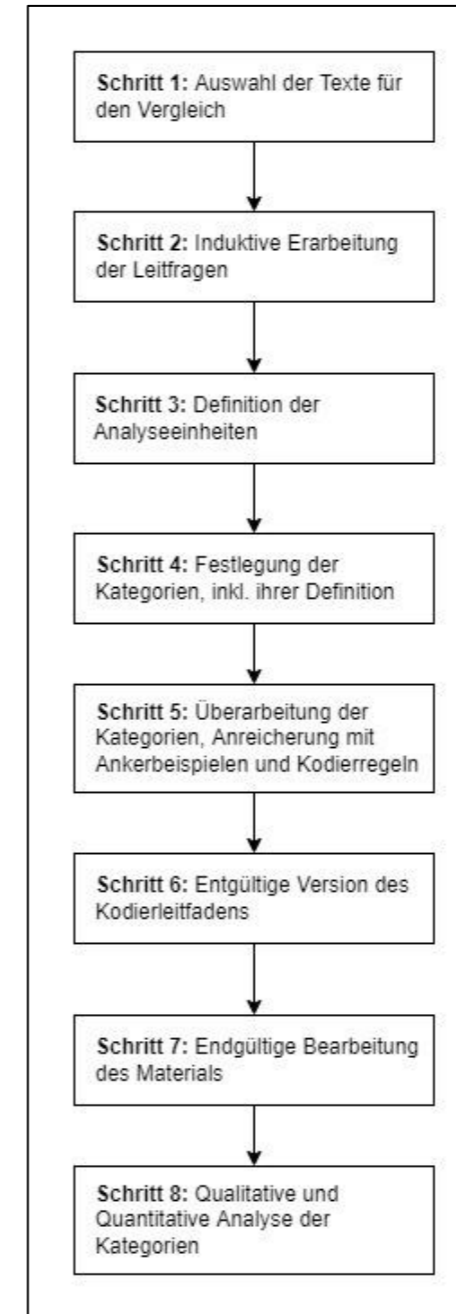 Schritt 1: Auswahl der Texte für
den Vergleich
Schritt 2: Induktive Erarbeitung
der Leitfragen
Schritt 3: Definition der
Analyseeinheiten
Schritt 4: Festlegung der
Kategorien, inkl. ihrer Definition
Schritt 5: Überarbeitung der
Kategorien, Anreicherung mit
Ankerbeispielen und Kodierregeln
Schritt 6: Entgültige Version des
Kodierleitfadens
Schritt 7: Endgültige Bearbeitung
des Materials
Schritt 8: Qualitative und
Quantitative Analyse der
Kategorien